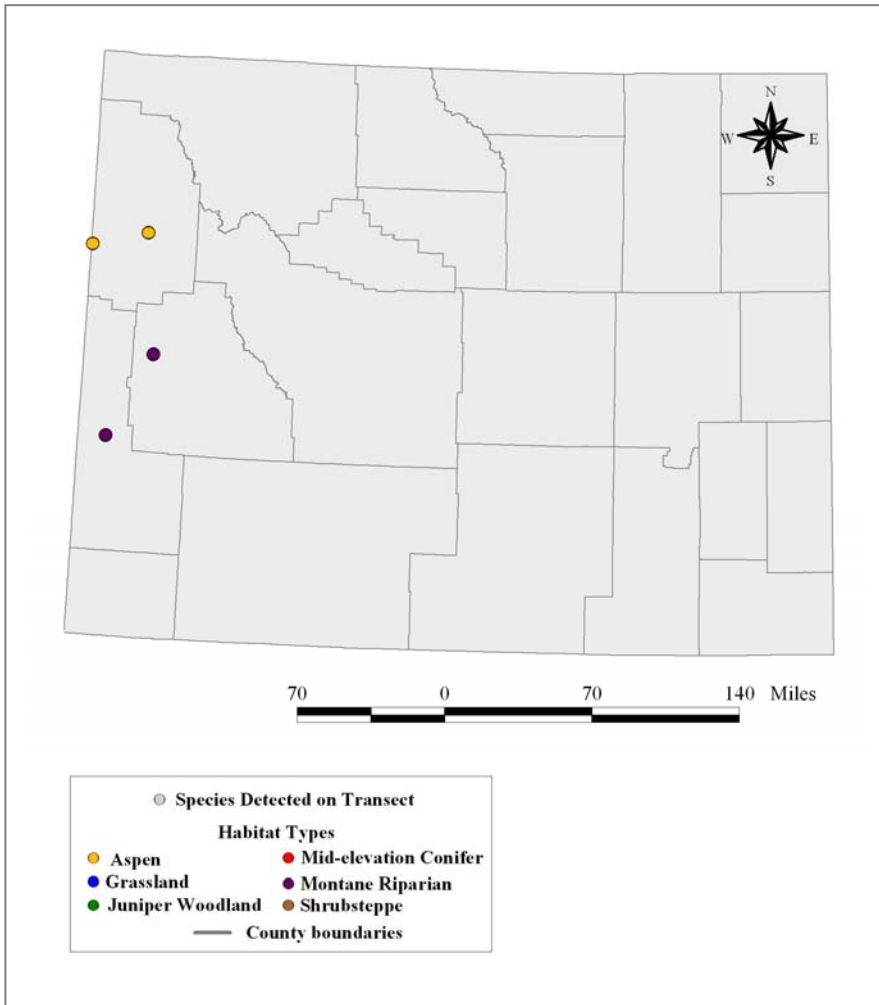 N
W E
S
70 0 70 140 Miles
Species Detected on Transect
Habitat Types
Aspen Mid-elevation Conifer
Grassland Montane Riparian
Juniper Woodland Shrubsteppe
County boundaries